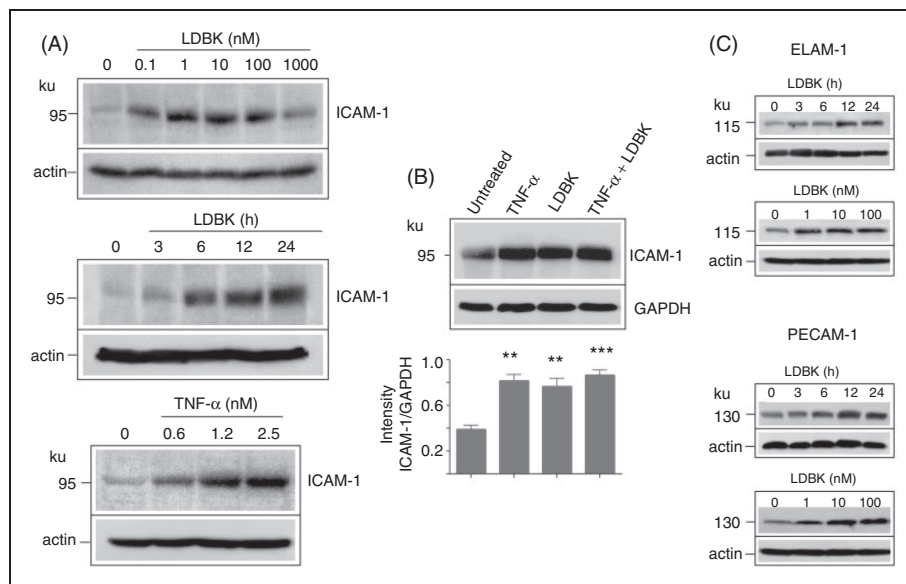 (A)
LDBK (nM)
0 0.1 1 10 100 1000
ku
95
ICAM-1
actin
LDBK (h)
0 3 6 12 24
ku
95
ICAM-1
actin
TNF-α (nM)
0 0.6 1.2 2.5
ku
95
ICAM-1
actin
(B)
Untreated
TNF-α
LDBK
TNF-α + LDBK
ku
95
ICAM-1
GAPDH
Intensity
ICAM-1/GAPDH
1.0
0.6
0.2
** ** ***
(C)
ELAM-1
LDBK (h)
ku
0 3 6 12 24
115
actin
LDBK (nM)
0 1 10 100
115
actin
PECAM-1
LDBK (h)
ku
0 3 6 12 24
130
actin
LDBK (nM)
0 1 10 100
130
actin